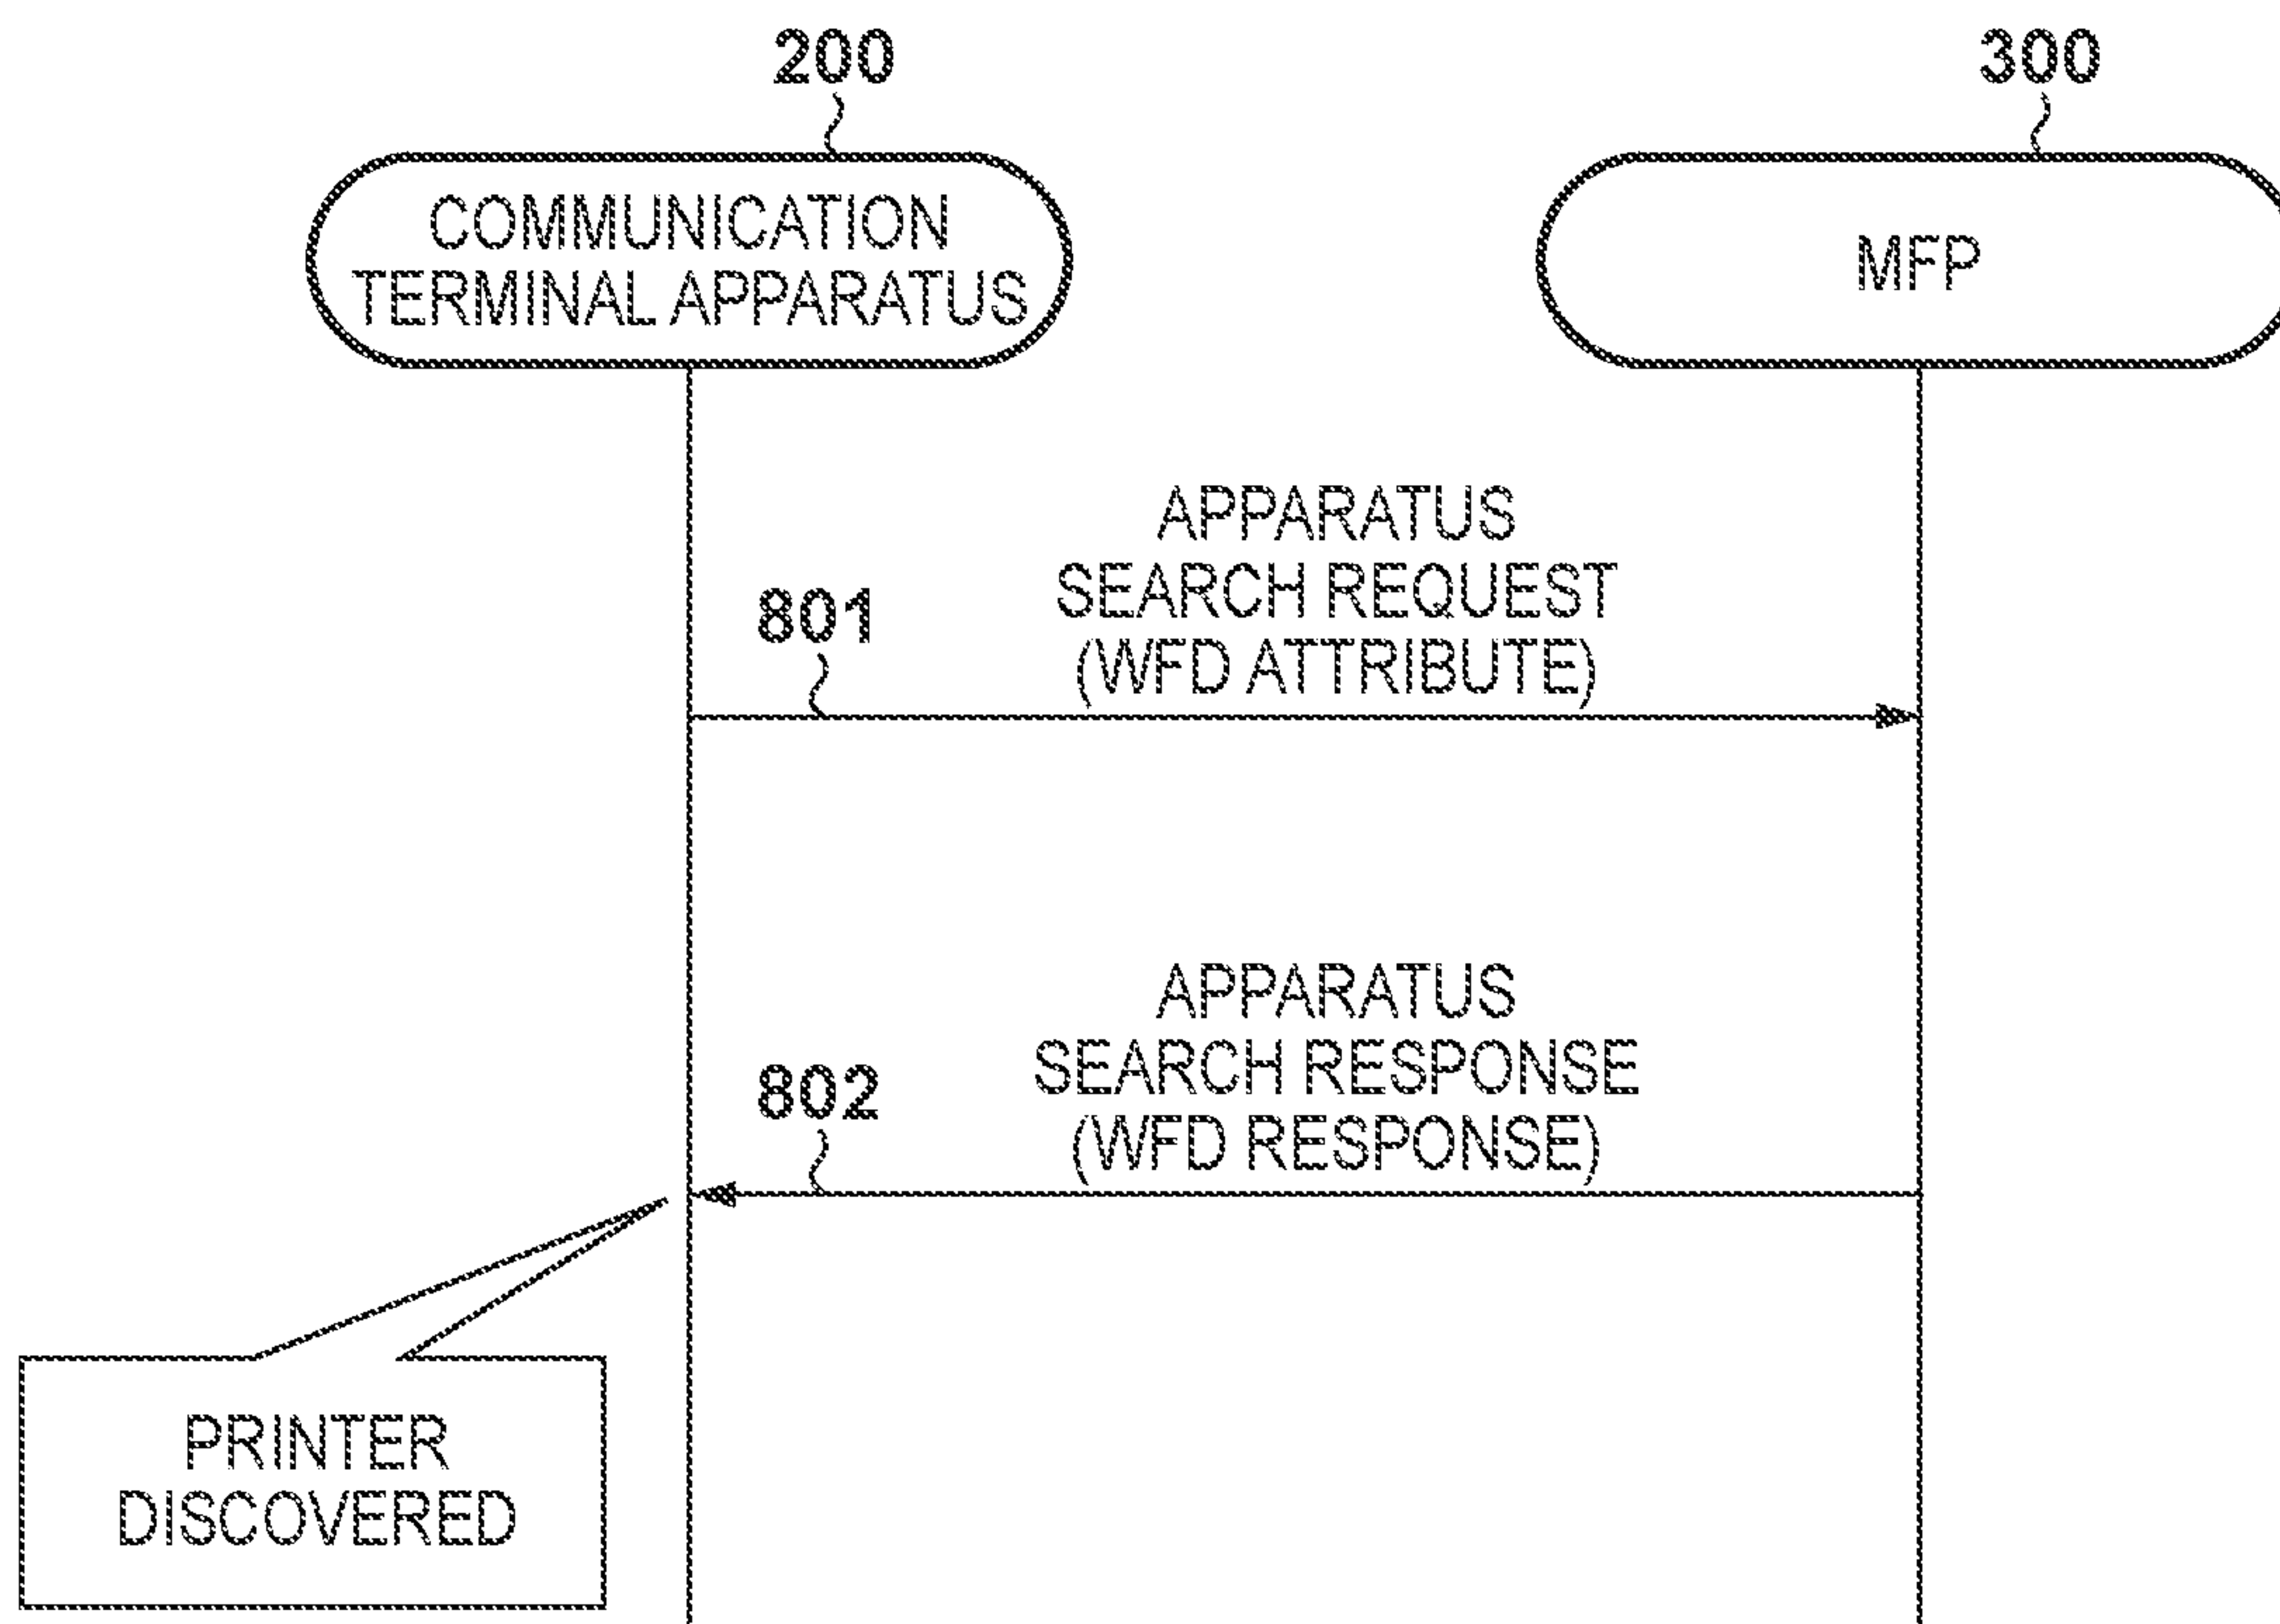 200
300
COMMUNICATION
TERMINAL APPARATUS
MFP
APPARATUS
SEARCH REQUEST
(WFD ATTRIBUTE)
801
APPARATUS
SEARCH RESPONSE
(WFD RESPONSE)
802
PRINTER
DISCOVERED